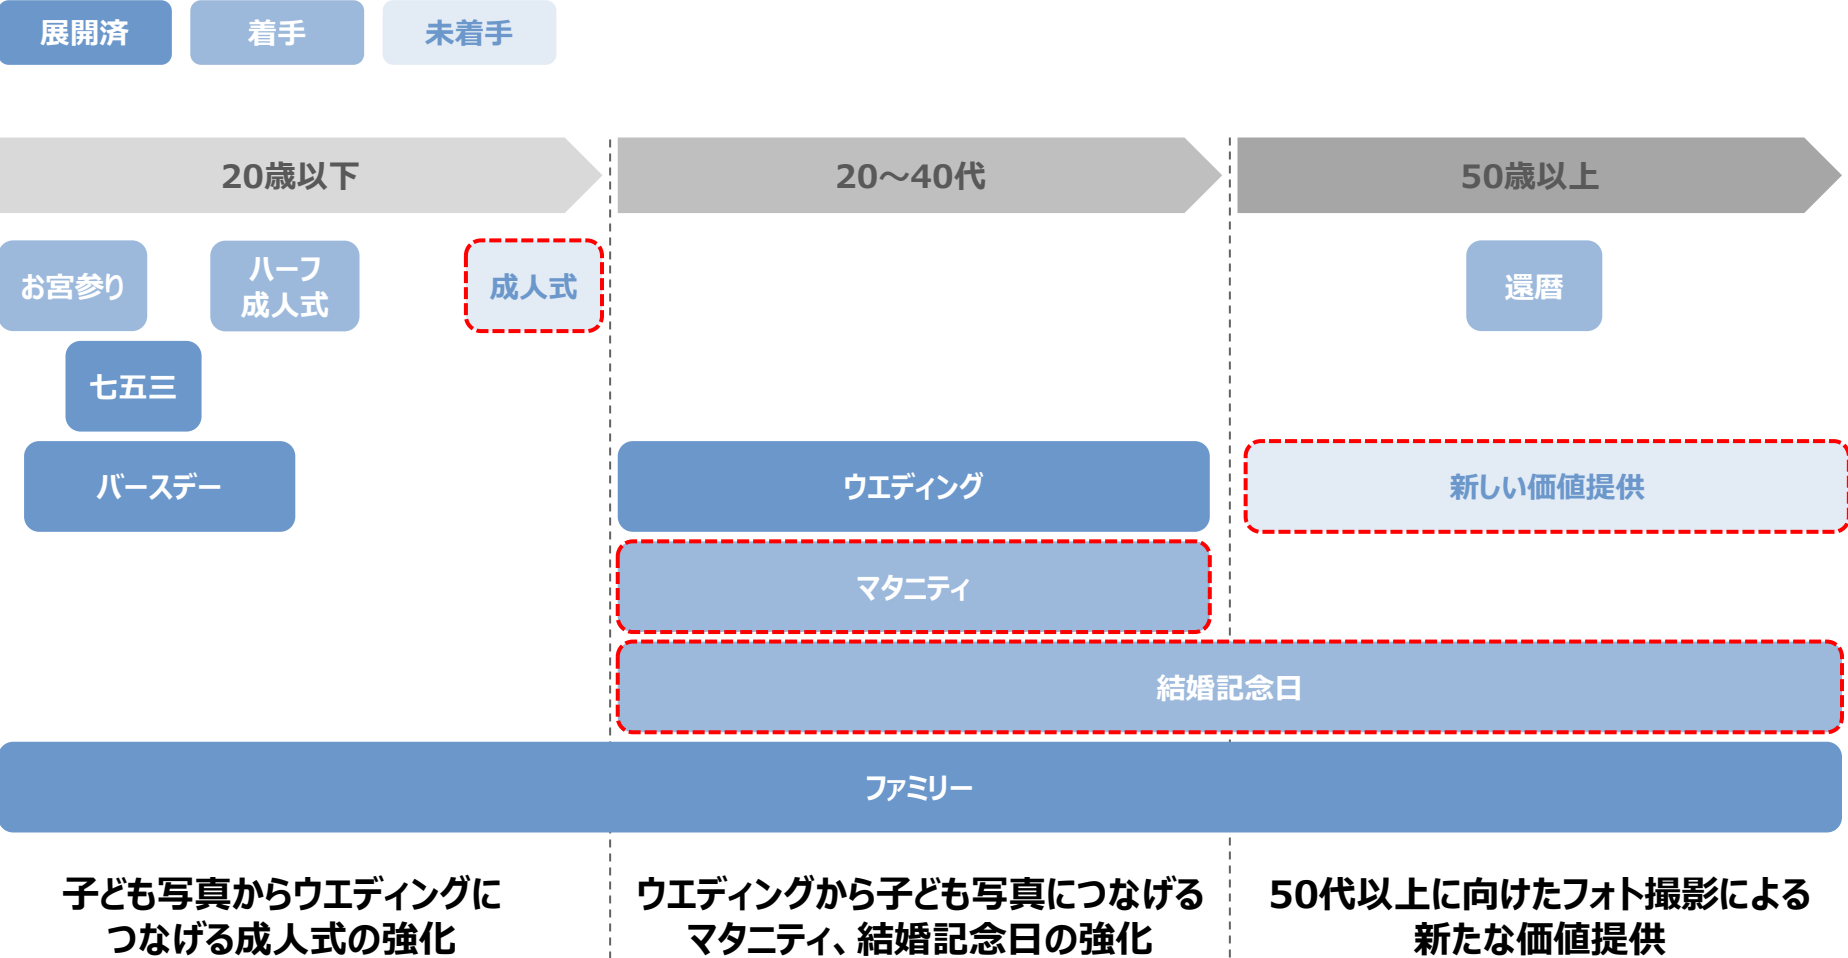 展開済
着手
未着手
20歳以下
20～40代
50歳以上
お宮参り
ハーフ
成人式
成人式
還暦
七五三
バースデー
ウエディング
新しい価値提供
マタニティ
結婚記念日
ファミリー
子ども写真からウエディングに
つなげる成人式の強化
ウエディングから子ども写真につなげる
マタニティ、結婚記念日の強化
50代以上に向けたフォト撮影による
新たな価値提供